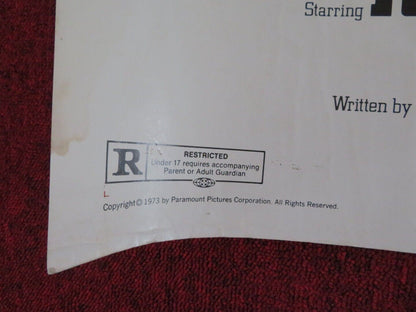 Starring
Written by
R
RESTRICTED
Under 17 requires accompanying
Parent or Adult Guardian
Copyright © 1973 by Paramount Pictures Corporation. All Rights Reserved.